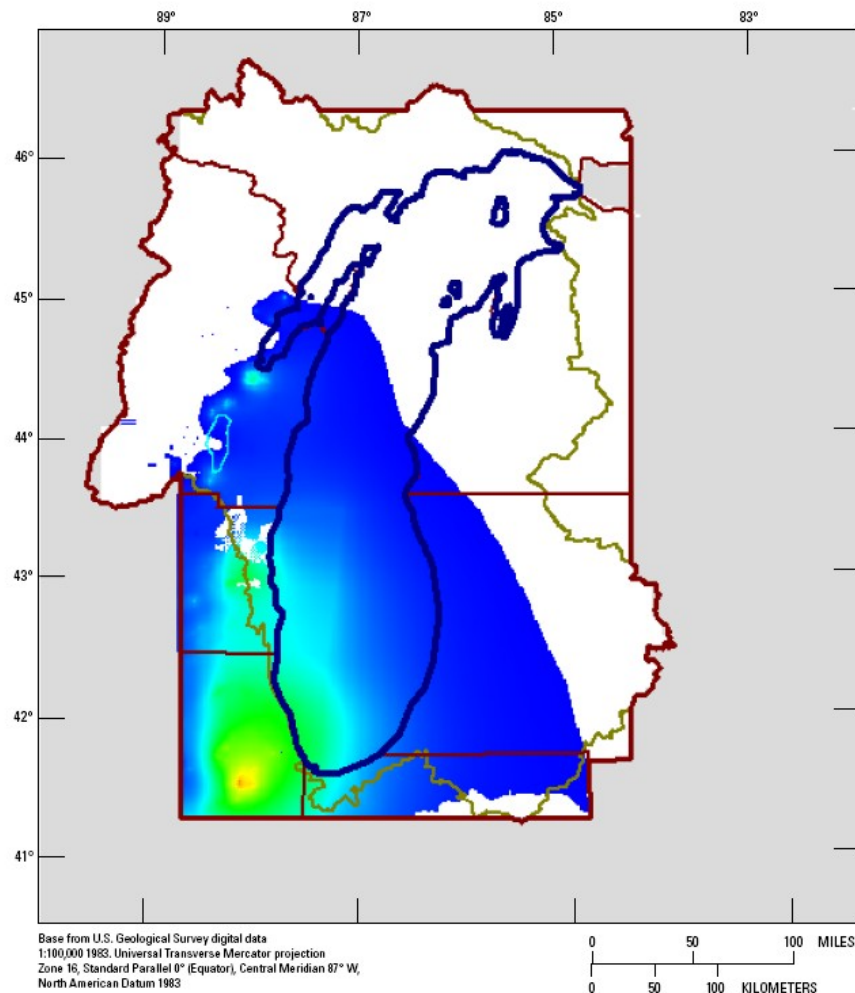 89° 87° 85° 83°
46°
45°
44°
43°
42°
41°
Base from U.S. Geological Survey digital data
1:100,000 1983. Universal Transverse Mercator projection
Zone 16, Standard Parallel 0° (Equator), Central Meridian 87° W,
North American Datum 1983
0 50 100 MILES
0 50 100 KILOMETERS